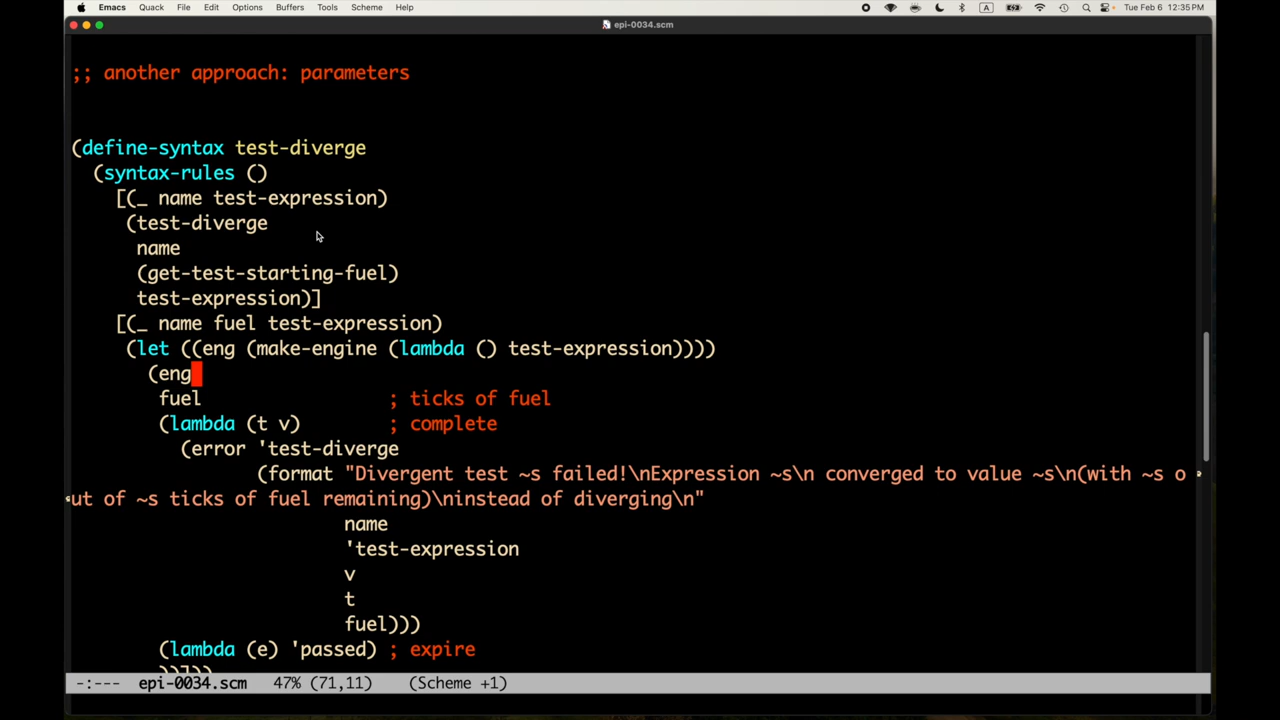 Emacs Quack File Edit Options Buffers Tools Scheme Help A Tue Feb 6 12:35 PM
epi-0034.scm
;; another approach: parameters
(define-syntax test-diverge
(syntax-rules ()
[(_ name test-expression)
(test-diverge
name
(get-test-starting-fuel)
test-expression)]
[(_ name fuel test-expression)
(let ((eng (make-engine (lambda () test-expression))))
(eng
fuel ; ticks of fuel
(lambda (t v) ; complete
(error 'test-diverge
(format "Divergent test ~s failed!\nExpression ~s\n converged to value ~s\n(with ~s o
ut of ~s ticks of fuel remaining)\ninstead of diverging\n"
name
'test-expression
v
t
fuel)))
(lambda (e) 'passed) ; expire
))]))
-:--- epi-0034.scm 47% (71,11) (Scheme +1)